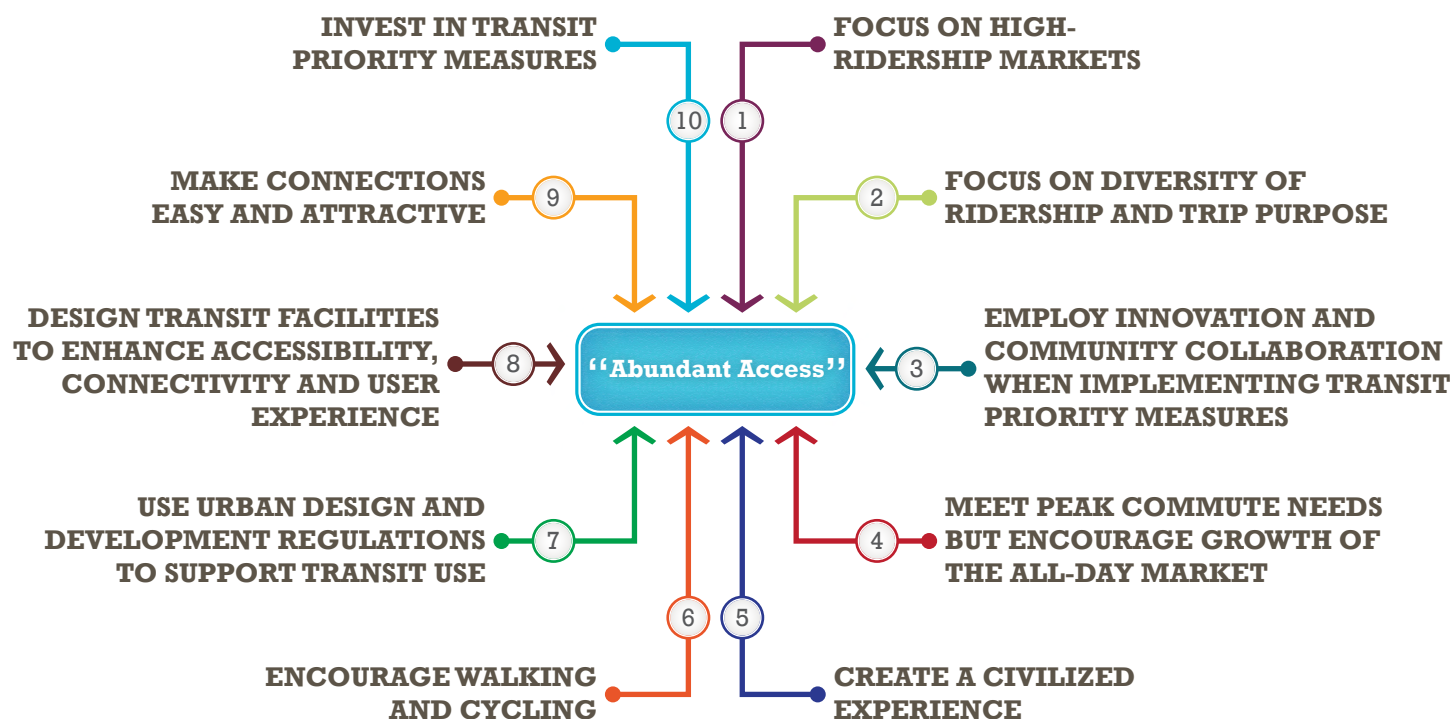 INVEST IN TRANSIT
PRIORITY MEASURES
10
FOCUS ON HIGH-
RIDERSHIP MARKETS
1
MAKE CONNECTIONS
EASY AND ATTRACTIVE
9
2
FOCUS ON DIVERSITY OF
RIDERSHIP AND TRIP PURPOSE
DESIGN TRANSIT FACILITIES
TO ENHANCE ACCESSIBILITY,
CONNECTIVITY AND USER
EXPERIENCE
8
“Abundant Access”
3
EMPLOY INNOVATION AND
COMMUNITY COLLABORATION
WHEN IMPLEMENTING TRANSIT
PRIORITY MEASURES
USE URBAN DESIGN AND
DEVELOPMENT REGULATIONS
TO SUPPORT TRANSIT USE
7
4
MEET PEAK COMMUTE NEEDS
BUT ENCOURAGE GROWTH OF
THE ALL-DAY MARKET
6
ENCOURAGE WALKING
AND CYCLING
5
CREATE A CIVILIZED
EXPERIENCE